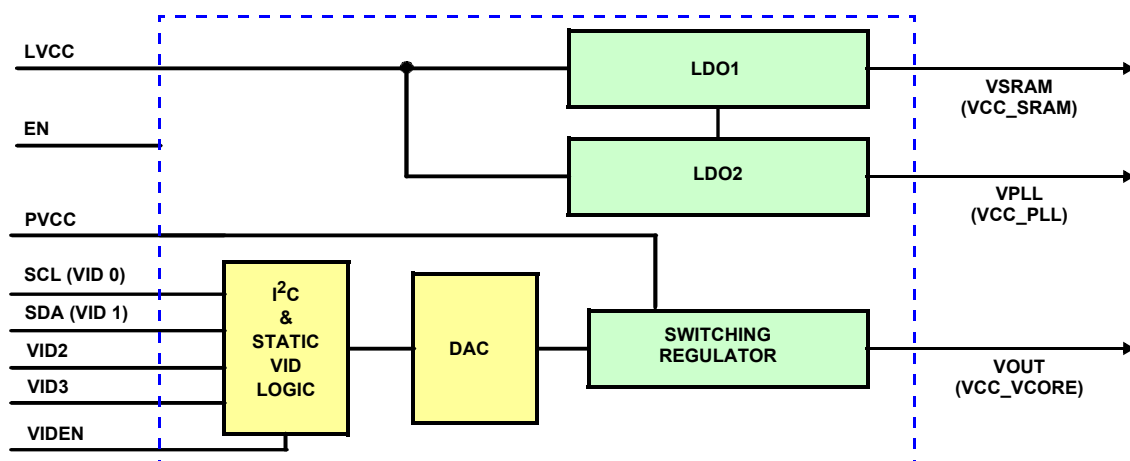 LVCC
LDO1
VSRAM
(VCC_SRAM)
EN
LDO2
VPLL
(VCC_PLL)
PVCC
SCL (VID 0)
SDA (VID 1)
VID2
VID3
VIDEN
I²C
&
STATIC
VID
LOGIC
DAC
SWITCHING
REGULATOR
VOUT
(VCC_VCORE)